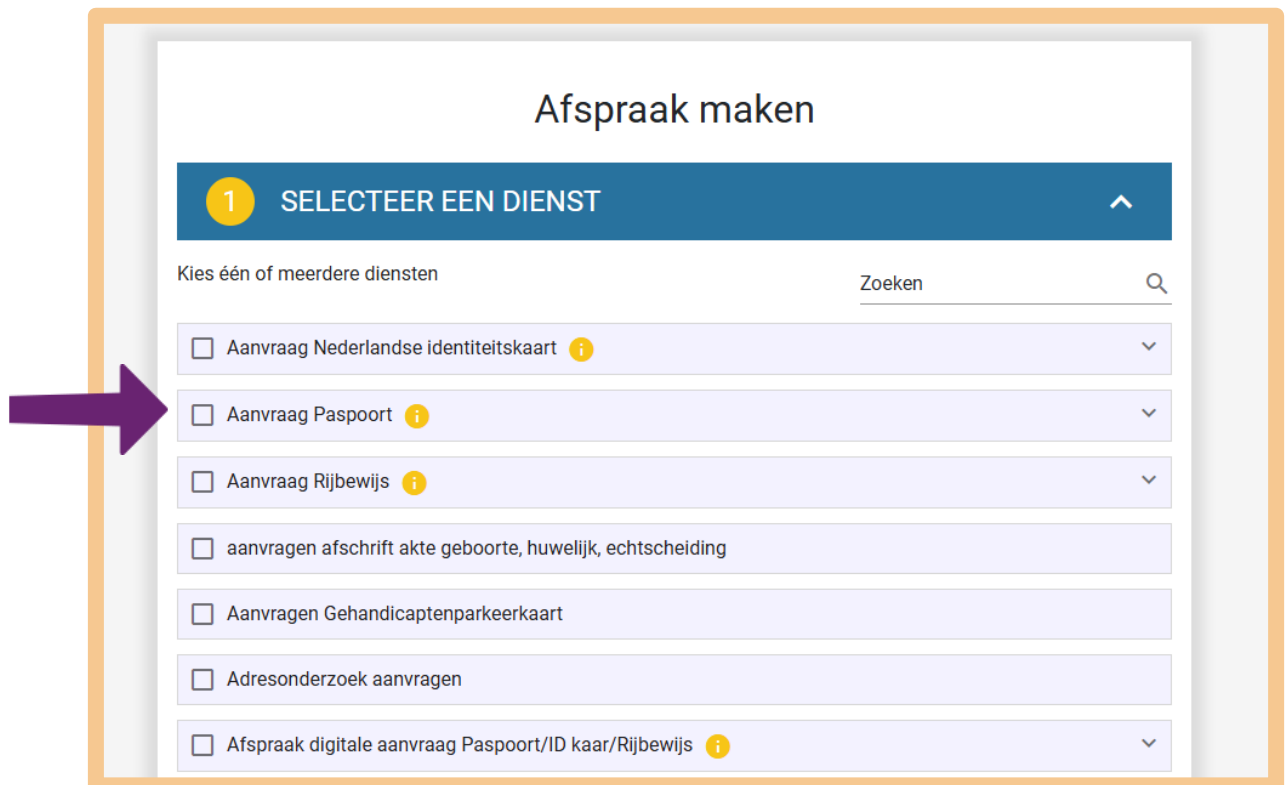 Afspraak maken
1 SELECTEER EEN DIENST
Kies één of meerdere diensten
Zoeken
Aanvraag Nederlandse identiteitskaart i
Aanvraag Paspoort i
Aanvraag Rijbewijs i
aanvragen afschrift akte geboorte, huwelijk, echtscheiding
Aanvragen Gehandicaptenparkeerkaart
Adresonderzoek aanvragen
Afspraak digitale aanvraag Paspoort/ID kaar/Rijbewijs i